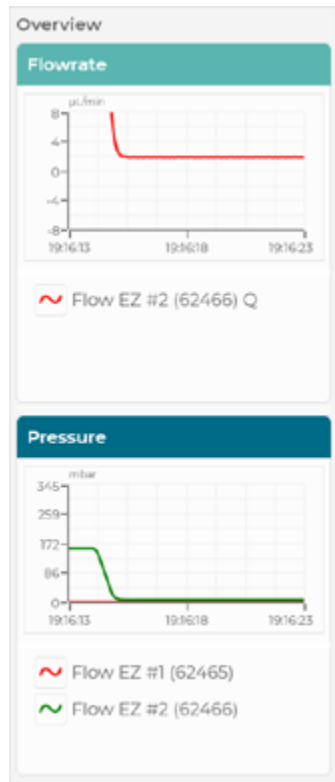 Overview
Flowrate
µL/min
8
4
0
-4
-8
19:16:13 19:16:18 19:16:23
Flow EZ #2 (62466) Q
Pressure
mbar
345
259
172
86
0
19:16:13 19:16:18 19:16:23
Flow EZ #1 (62465)
Flow EZ #2 (62466)